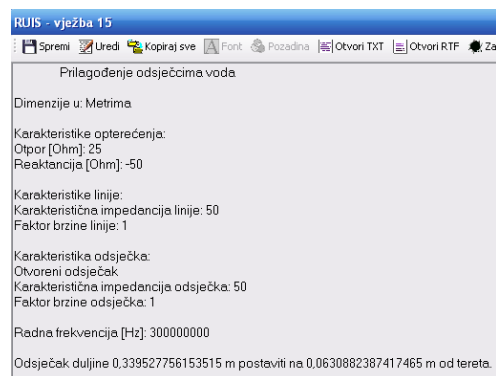 RUIS - vježba 15
Spremi Uredi Kopiraj sve Font Pozadina Otvori TXT Otvori RTF Za
Prilagođenje odsječcima voda
Dimenzije u: Metrima
Karakteristike opterećenja:
Otpor [Ohm]: 25
Reaktancija [Ohm]: -50
Karakteristike linije:
Karakteristična impedancija linije: 50
Faktor brzine linije: 1
Karakteristika odsječka:
Otvoreni odsječak
Karakteristična impedancija odsječka: 50
Faktor brzine odsječka: 1
Radna frekvencija [Hz]: 300000000
Odsječak duljine 0,339527756153515 m postaviti na 0,0630882387417465 m od tereta.